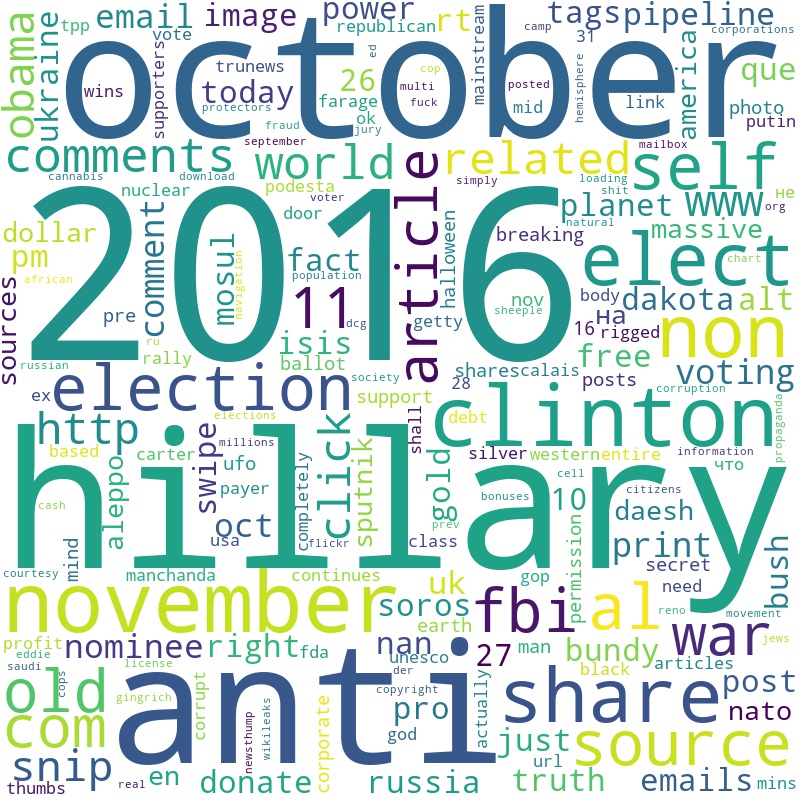 october
2016
hillary
anti
november
clinton
share
elect
election
non
self
source
article
fbi
war
al
old
com
comments
world
related
11
http
click
snip
obama
ukraine
email
image
power
rt
tags
pipeline
que
america
today
26
tpp
vote
wins
supporters
trunews
republican
farage
ok
protectors
fraud
jury
september
ed
camp
cop
multi
fuck
mainstream
posted
mid
hemisphere
31
link
corporations
photo
putin
mailbox
cannabis
download
nuclear
podesta
voter
simply
loading
shit
natural
org
не
planet
www
massive
dollar
pm
african
comment
mosul
navigation
door
fact
population
halloween
breaking
chart
sources
pre
ru
rally
russian
isis
dcg
ballot
getty
nov
sheeple
body
на
dakota
alt
16
rigged
free
voting
sharescalais
posts
28
corruption
propaganda
ex
society
support
elections
millions
shall
debt
silver
western
entire
information
что
based
carter
ufo
aleppo
swipe
payer
oct
usa
cash
completely
sputnik
gold
flickr
class
prev
bonuses
10
cell
citizens
daesh
print
secret
bush
need
permission
courtesy
mind
manchanda
continues
uk
gop
soros
earth
reno
movement
jews
profit
eddie
nominee
right
fda
nan
unesco
der
27
man
bundy
black
articles
saudi
cops
license
gingrich
corrupt
newsthump
wikileaks
corporate
copyright
pro
god
actually
just
url
post
nato
thumbs
real
en
donate
russia
truth
emails
mins